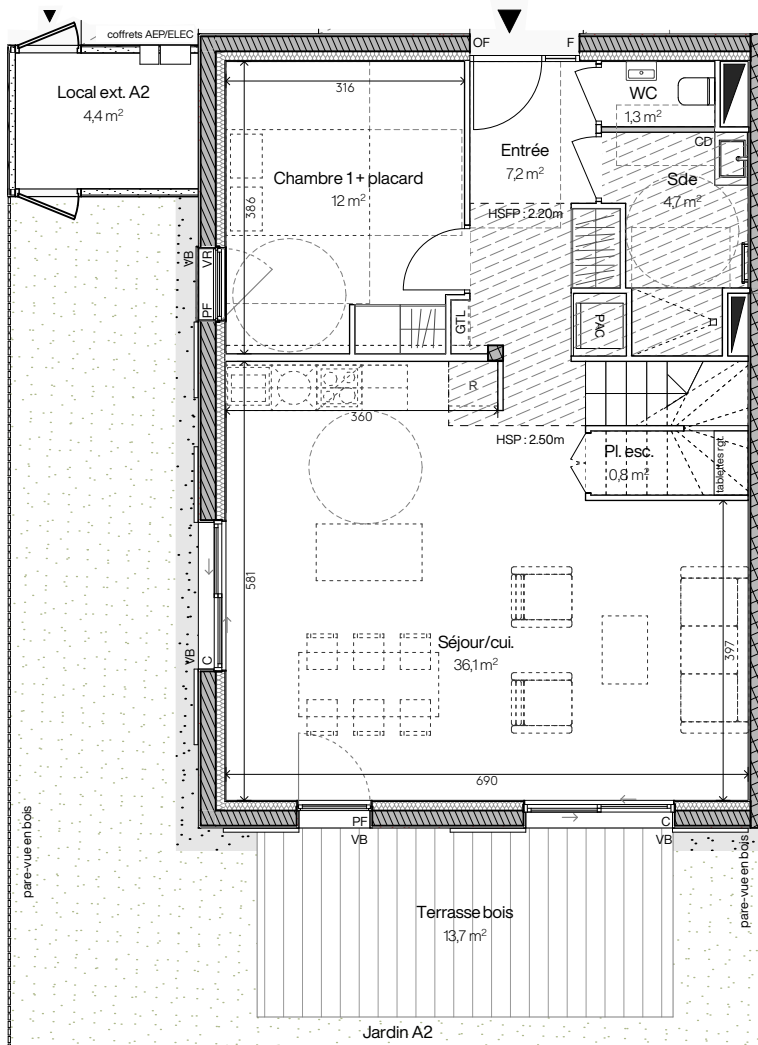 coffrets AEP/ELEC
OF
F
Local ext. A2
4,4 m²
316
WC
1,3 m²
CD
Entrée
7,2 m²
Chambre 1 + placard
12 m²
Sde
4,7 m²
386
HSFP : 2.20m
VB
VR
PF
GTL
PAC
R
360
HSP : 2.50m
Pl. esc.
0,8 m²
tablettes rgt.
581
Séjour/cui.
36,1 m²
397
VB
C
690
PF
VB
C
VB
pare-vue en bois
pare-vue en bois
Terrasse bois
13,7 m²
Jardin A2